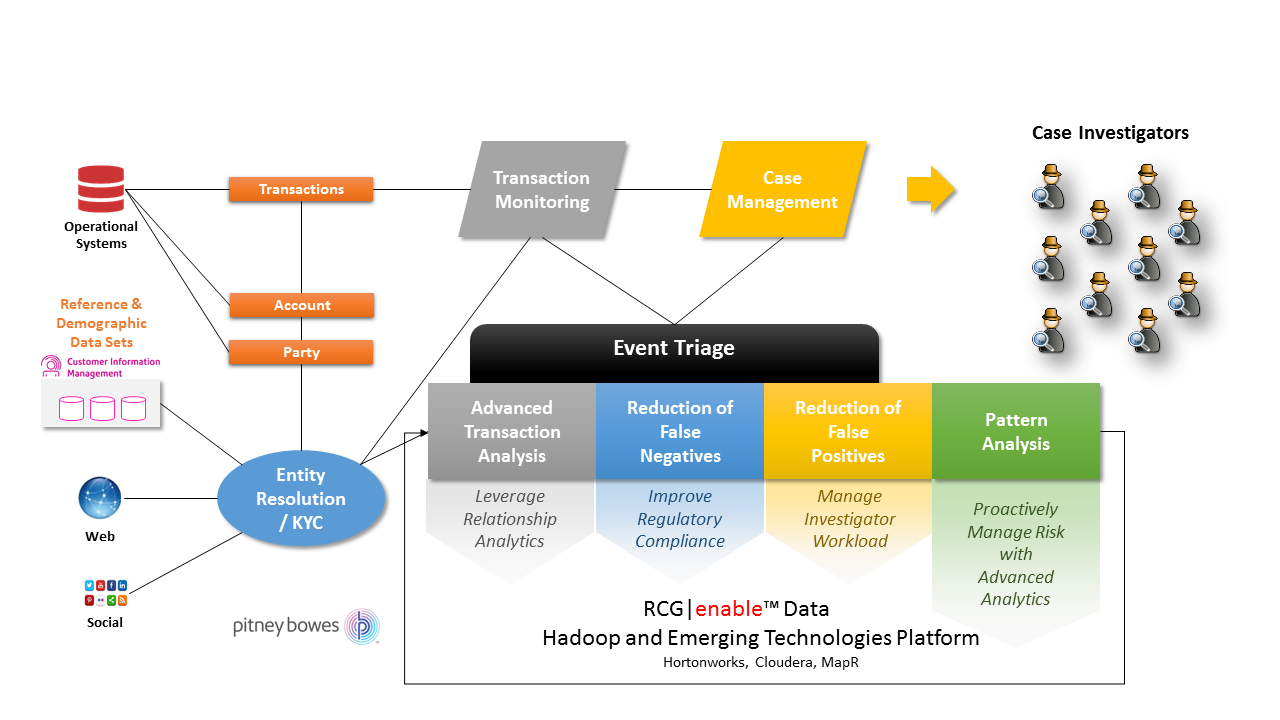 Case Investigators
Transaction
Monitoring
Case
Management
Transactions
Operational
Systems
Account
Party
Reference &
Demographic
Data Sets
Customer Information
Management
Entity
Resolution
/ KYC
Web
Social
pitney bowes
Event Triage
Advanced
Transaction
Analysis
Reduction of
False
Negatives
Reduction of
False
Positives
Pattern
Analysis
Leverage
Relationship
Analytics
Improve
Regulatory
Compliance
Manage
Investigator
Workload
Proactively
Manage Risk
with
Advanced
Analytics
RCG|enable™ Data
Hadoop and Emerging Technologies Platform
Hortonworks, Cloudera, MapR